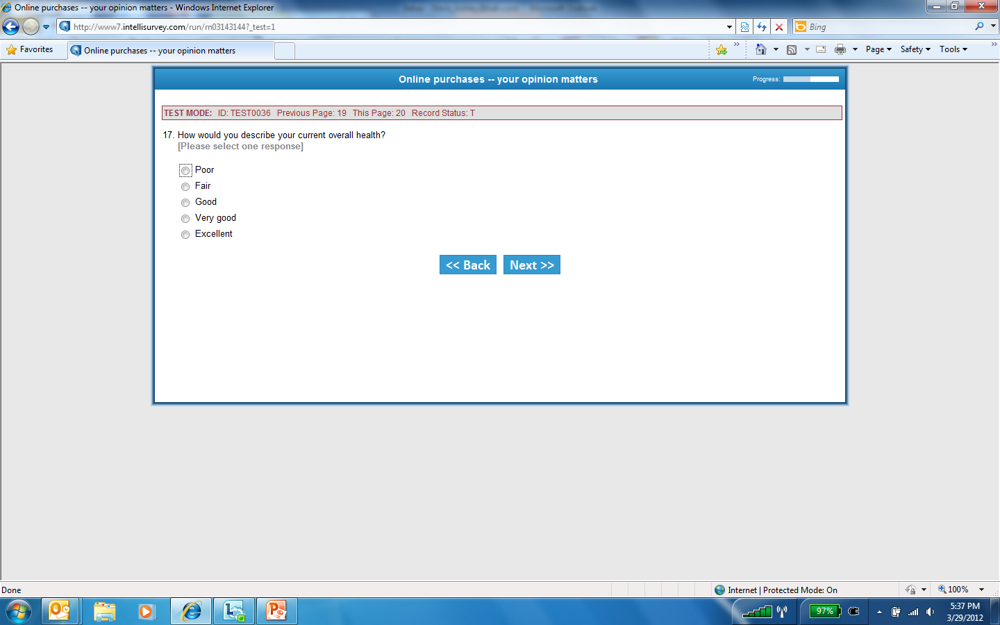 Online purchases -- your opinion matters - Windows Internet Explorer
http://www7.intellisurvey.com/run/rn03143144?_test=1
Bing
Favorites
Online purchases -- your opinion matters
Page
Safety
Tools
Online purchases -- your opinion matters
Progress:
TEST MODE: ID: TEST0036 Previous Page: 19 This Page: 20 Record Status: T
17. How would you describe your current overall health?
[Please select one response]
Poor
Fair
Good
Very good
Excellent
<< Back Next >>
Done
Internet | Protected Mode: On
100%
97%
5:37 PM
3/29/2012